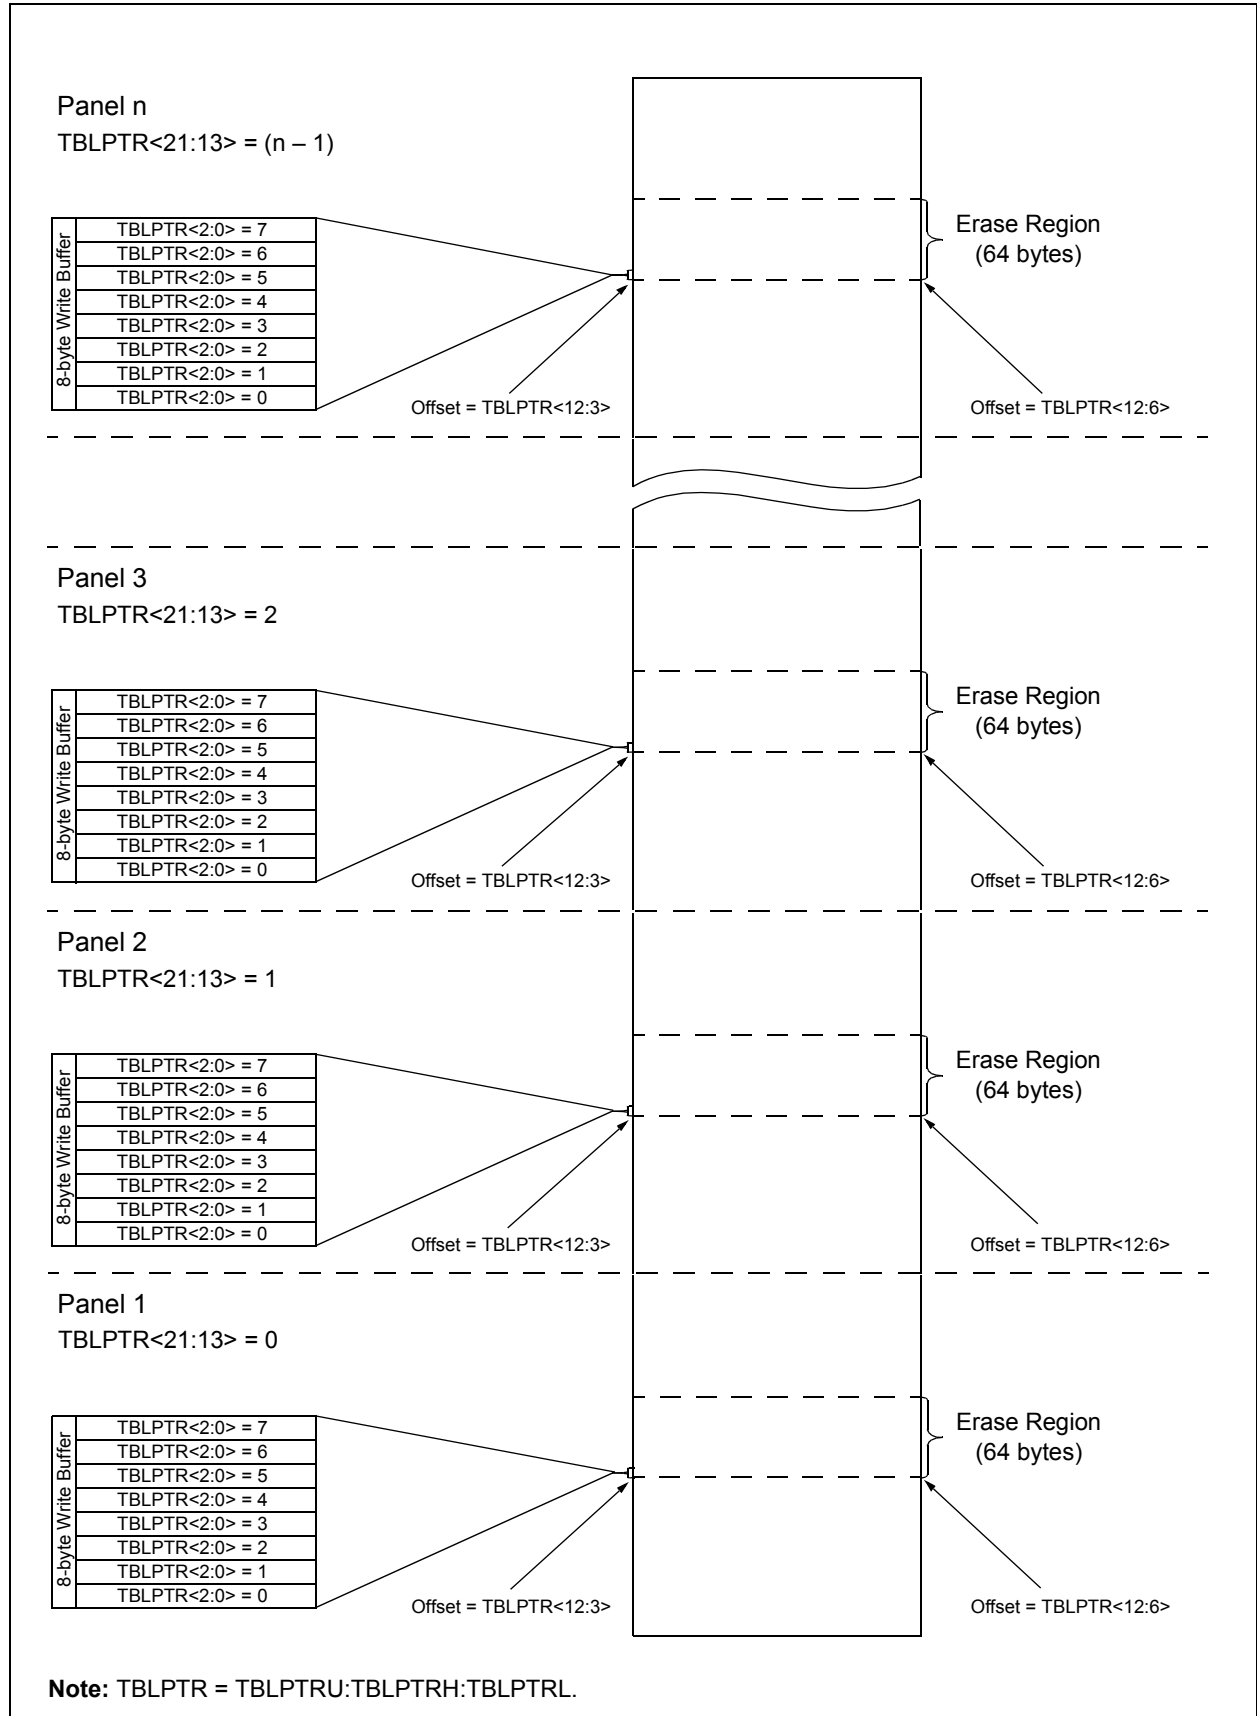 Panel n
TBLPTR<21:13> = (n – 1)
8-byte Write Buffer
TBLPTR<2:0> = 7
TBLPTR<2:0> = 6
TBLPTR<2:0> = 5
TBLPTR<2:0> = 4
TBLPTR<2:0> = 3
TBLPTR<2:0> = 2
TBLPTR<2:0> = 1
TBLPTR<2:0> = 0
Offset = TBLPTR<12:3>
Erase Region
(64 bytes)
Offset = TBLPTR<12:6>
Panel 3
TBLPTR<21:13> = 2
8-byte Write Buffer
TBLPTR<2:0> = 7
TBLPTR<2:0> = 6
TBLPTR<2:0> = 5
TBLPTR<2:0> = 4
TBLPTR<2:0> = 3
TBLPTR<2:0> = 2
TBLPTR<2:0> = 1
TBLPTR<2:0> = 0
Offset = TBLPTR<12:3>
Erase Region
(64 bytes)
Offset = TBLPTR<12:6>
Panel 2
TBLPTR<21:13> = 1
8-byte Write Buffer
TBLPTR<2:0> = 7
TBLPTR<2:0> = 6
TBLPTR<2:0> = 5
TBLPTR<2:0> = 4
TBLPTR<2:0> = 3
TBLPTR<2:0> = 2
TBLPTR<2:0> = 1
TBLPTR<2:0> = 0
Offset = TBLPTR<12:3>
Erase Region
(64 bytes)
Offset = TBLPTR<12:6>
Panel 1
TBLPTR<21:13> = 0
8-byte Write Buffer
TBLPTR<2:0> = 7
TBLPTR<2:0> = 6
TBLPTR<2:0> = 5
TBLPTR<2:0> = 4
TBLPTR<2:0> = 3
TBLPTR<2:0> = 2
TBLPTR<2:0> = 1
TBLPTR<2:0> = 0
Offset = TBLPTR<12:3>
Erase Region
(64 bytes)
Offset = TBLPTR<12:6>
Note: TBLPTR = TBLPTRU:TBLPTRH:TBLPTRL.